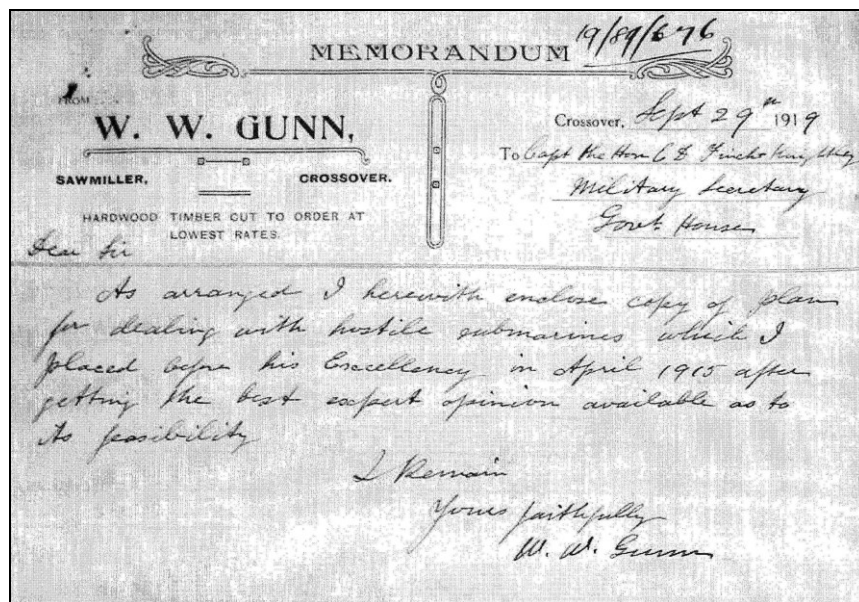 MEMORANDUM
19/89/676
FROM
W. W. GUNN,
SAWMILLER, CROSSOVER.
HARDWOOD TIMBER CUT TO ORDER AT
LOWEST RATES.
Crossover, Sept 29th 1919
To Capt the Hon C D Finch Knightley
Military Secretary
Govt. House
Dear Sir
As arranged I herewith enclose copy of plan
for dealing with hostile submarines which I
placed before his Excellency in April 1915 after
getting the best expert opinion available as to
its feasibility
I Remain
Yours faithfully
W. W. Gunn